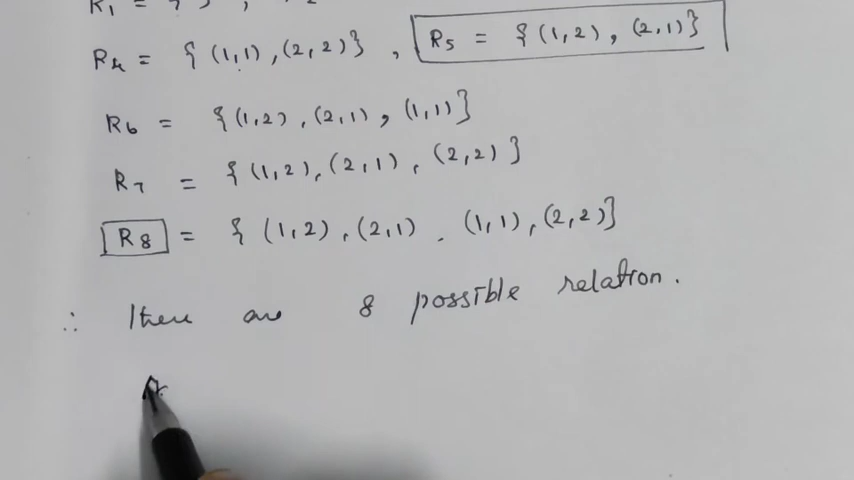 R₁ = { } ,
R₄ = { (1,1) , (2,2) } , R₅ = { (1,2) , (2,1) }
R₆ = { (1,2) , (2,1) , (1,1) }
R₇ = { (1,2) , (2,1) , (2,2) }
R₈ = { (1,2) , (2,1) . (1,1) , (2,2) }
∴ There are 8 possible relation .